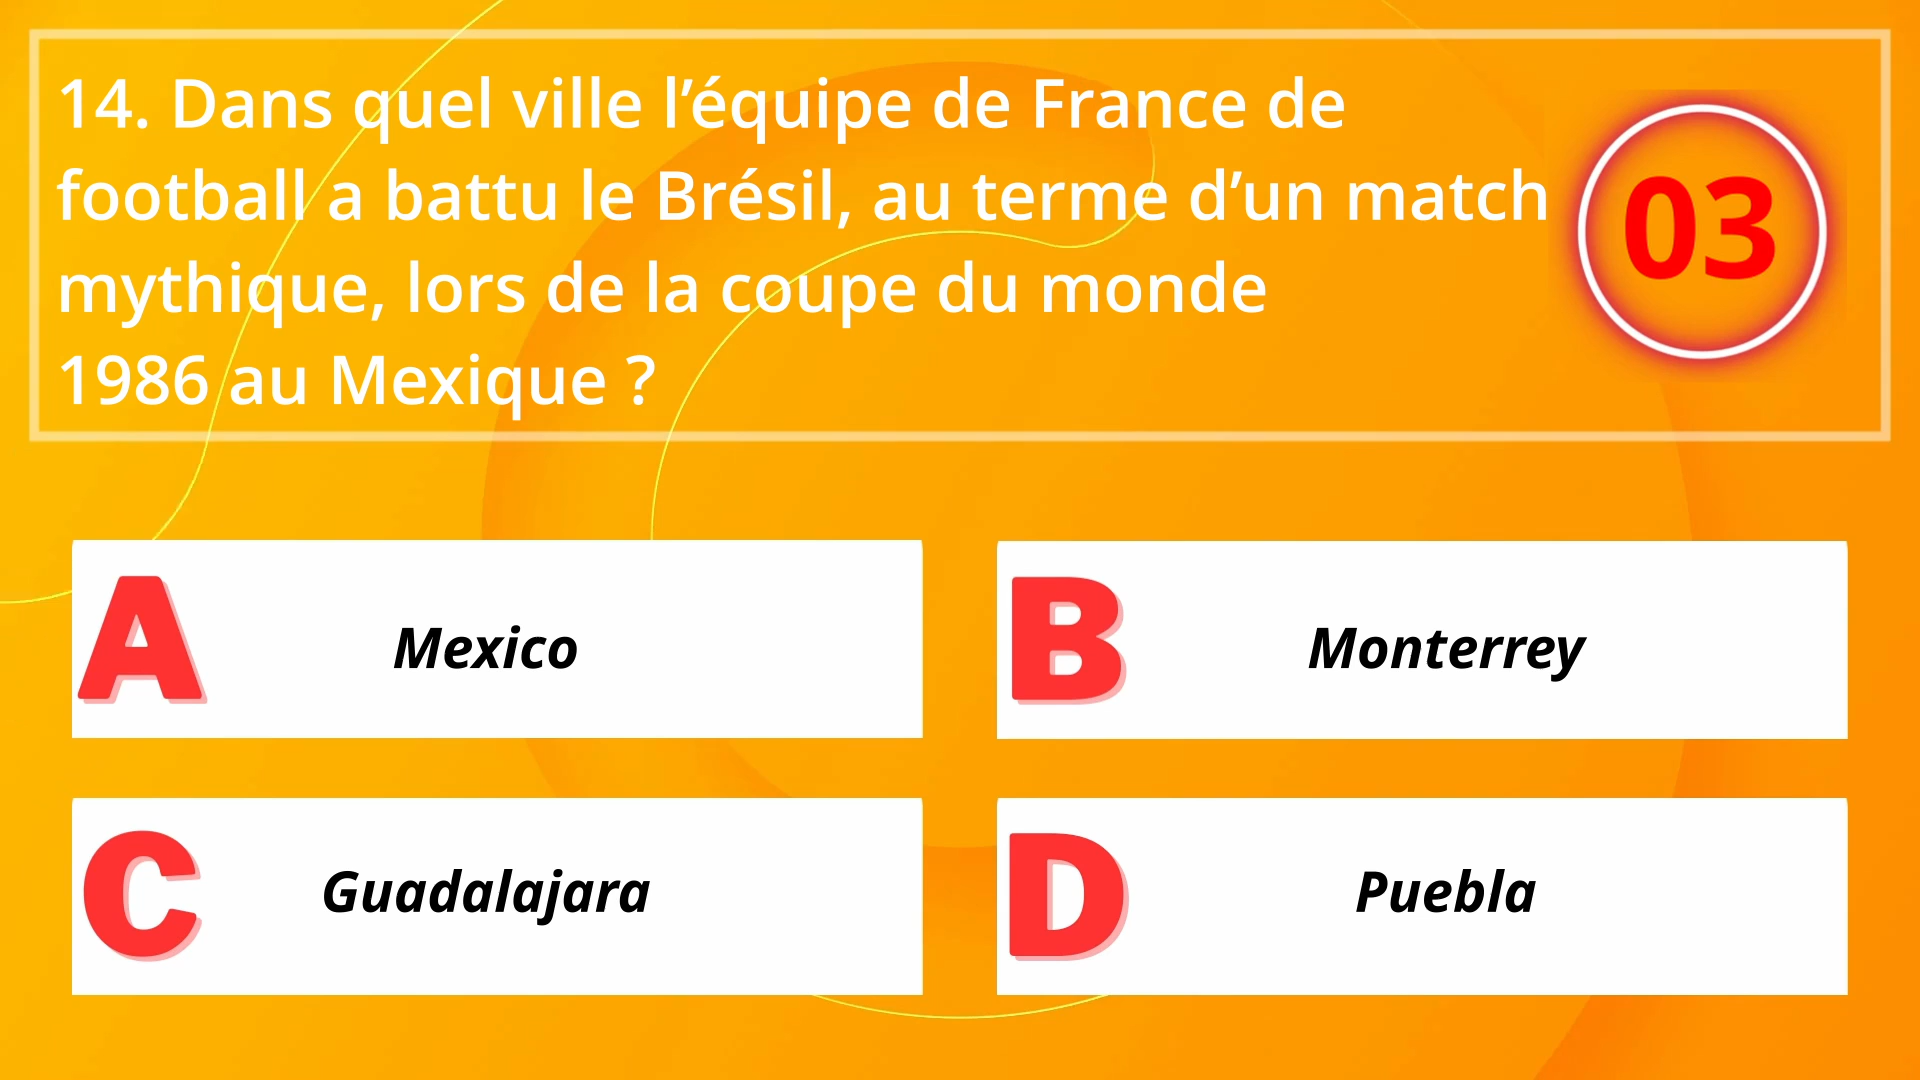 14. Dans quel ville l’équipe de France de
football a battu le Brésil, au terme d’un match
mythique, lors de la coupe du monde
1986 au Mexique ?
03
A Mexico
B Monterrey
C Guadalajara
D Puebla